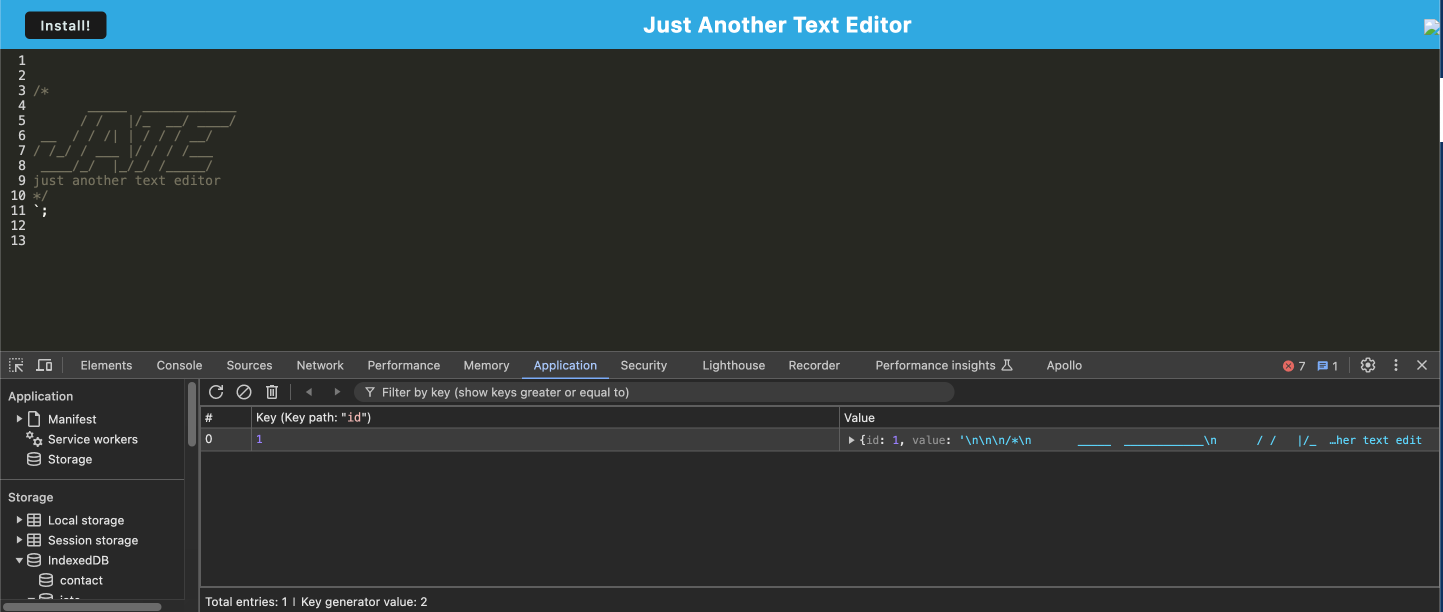 Install!
Just Another Text Editor
1
2
3 /*
4        _____  ____________
5       / /   |/_  __/ ____/
6  __  / / /| | / / / __/
7 / /_/ / ___ |/ / / /___
8  ____/_/  |_/_/ /_____/
9 just another text editor
10 */
11 `;
12
13
Elements Console Sources Network Performance Memory Application Security Lighthouse Recorder Performance insights Apollo 7 1
Application
Manifest
Service workers
Storage
Storage
Local storage
Session storage
IndexedDB
contact
Filter by key (show keys greater or equal to)
# Key (Key path: "id") Value
0 1 {id: 1, value: '\n\n\n/*\n       _____  ____________\n      / /   |/_  …her text edit
Total entries: 1 | Key generator value: 2